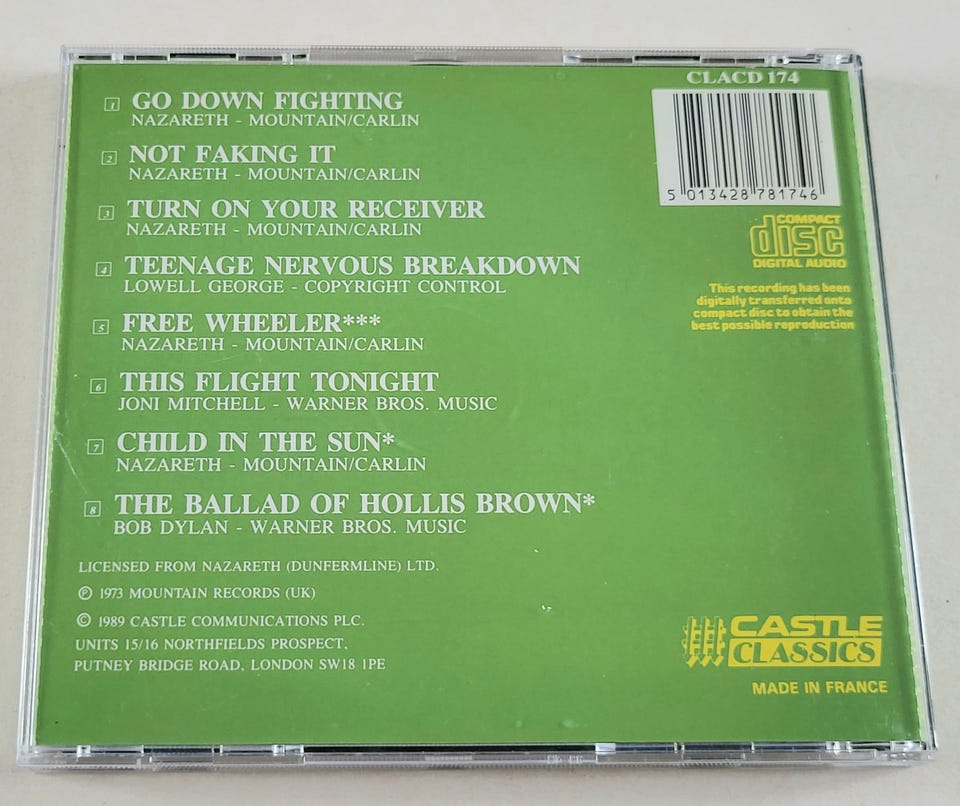 CLACD 174
1 GO DOWN FIGHTING
NAZARETH - MOUNTAIN/CARLIN
2 NOT FAKING IT
NAZARETH - MOUNTAIN/CARLIN
3 TURN ON YOUR RECEIVER
NAZARETH - MOUNTAIN/CARLIN
4 TEENAGE NERVOUS BREAKDOWN
LOWELL GEORGE - COPYRIGHT CONTROL
5 FREE WHEELER***
NAZARETH - MOUNTAIN/CARLIN
6 THIS FLIGHT TONIGHT
JONI MITCHELL - WARNER BROS. MUSIC
7 CHILD IN THE SUN*
NAZARETH - MOUNTAIN/CARLIN
8 THE BALLAD OF HOLLIS BROWN*
BOB DYLAN - WARNER BROS. MUSIC
LICENSED FROM NAZARETH (DUNFERMLINE) LTD.
℗ 1973 MOUNTAIN RECORDS (UK)
© 1989 CASTLE COMMUNICATIONS PLC.
UNITS 15/16 NORTHFIELDS PROSPECT,
PUTNEY BRIDGE ROAD, LONDON SW18 1PE
5 013428 781746
COMPACT
disc
DIGITAL AUDIO
This recording has been
digitally transferred onto
compact disc to obtain the
best possible reproduction
CASTLE
CLASSICS
MADE IN FRANCE